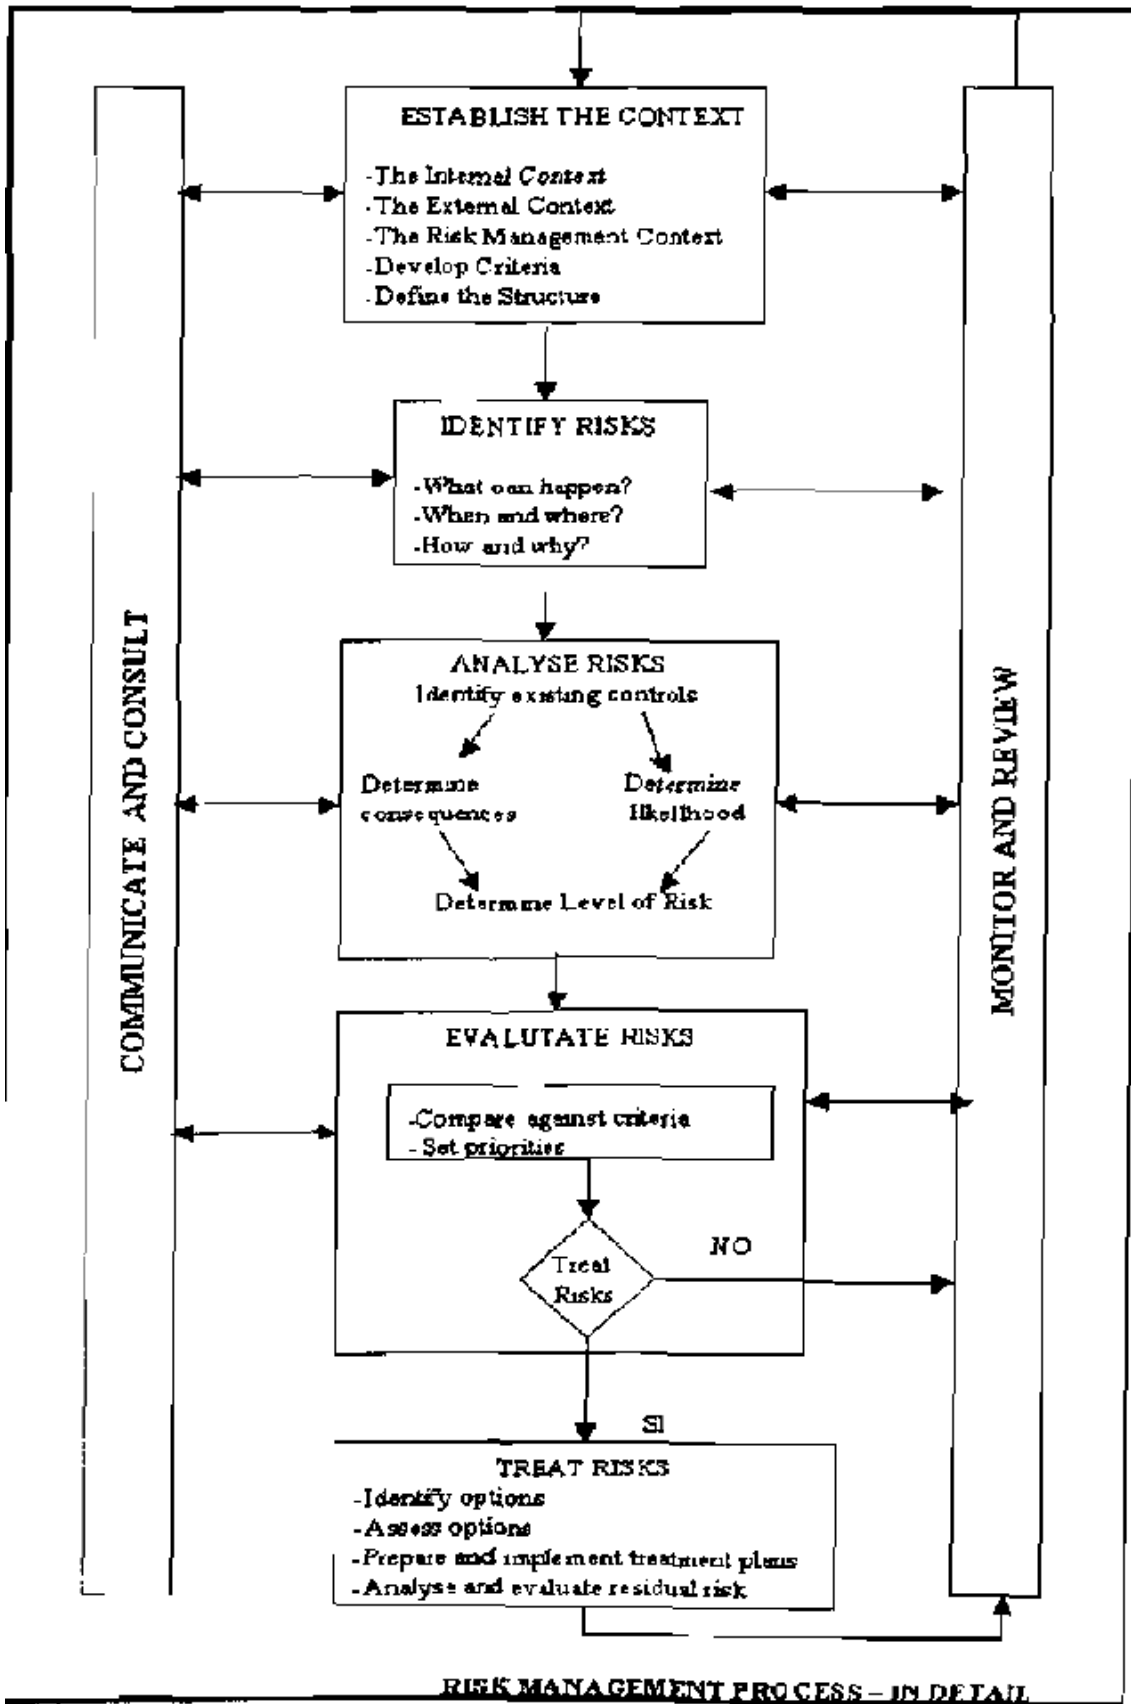 ESTABLISH THE CONTEXT
-The Internal Context
-The External Context
-The Risk Management Context
-Develop Criteria
-Define the Structure
IDENTIFY RISKS
-What can happen?
-When and where?
-How and why?
ANALYSE RISKS
Identify existing controls
Determine consequences
Determine likelihood
Determine Level of Risk
EVALUTATE RISKS
-Compare against criteria
- Set priorities
Treat
Risks
NO
SI
TREAT RISKS
-Identify options
-Assess options
-Prepare and implement treatment plans
-Analyse and evaluate residual risk
COMMUNICATE AND CONSULT
MONITOR AND REVIEW
RISK MANAGEMENT PROCESS – IN DETAIL